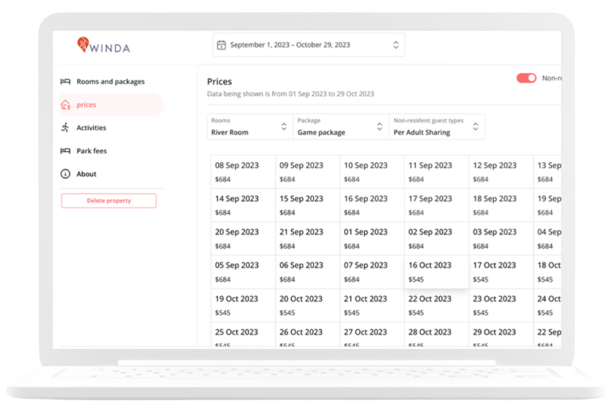 WINDA
September 1, 2023 – October 29, 2023
Rooms and packages
prices
Activities
Park fees
About
Delete property
Prices
Non-re
Data being shown is from 01 Sep 2023 to 29 Oct 2023
Rooms Package Non-resident guest types
River Room Game package Per Adult Sharing
08 Sep 2023 09 Sep 2023 10 Sep 2023 11 Sep 2023 12 Sep 2023 13 Sep
$684 $684 $684 $684 $684 $684
14 Sep 2023 15 Sep 2023 16 Sep 2023 17 Sep 2023 18 Sep 2023 19 Sep
$684 $684 $684 $684 $684 $684
20 Sep 2023 21 Sep 2023 01 Sep 2023 02 Sep 2023 03 Sep 2023 04 Sep
$684 $684 $684 $684 $684 $684
05 Sep 2023 06 Sep 2023 07 Sep 2023 16 Oct 2023 17 Oct 2023 18 Oct
$684 $684 $684 $545 $545 $545
19 Oct 2023 20 Oct 2023 21 Oct 2023 22 Oct 2023 23 Oct 2023 24 Oct
$545 $545 $545 $545 $545 $545
25 Oct 2023 26 Oct 2023 27 Oct 2023 28 Oct 2023 29 Oct 2023 22 Sep
$545 $545 $545 $545 $545 $684